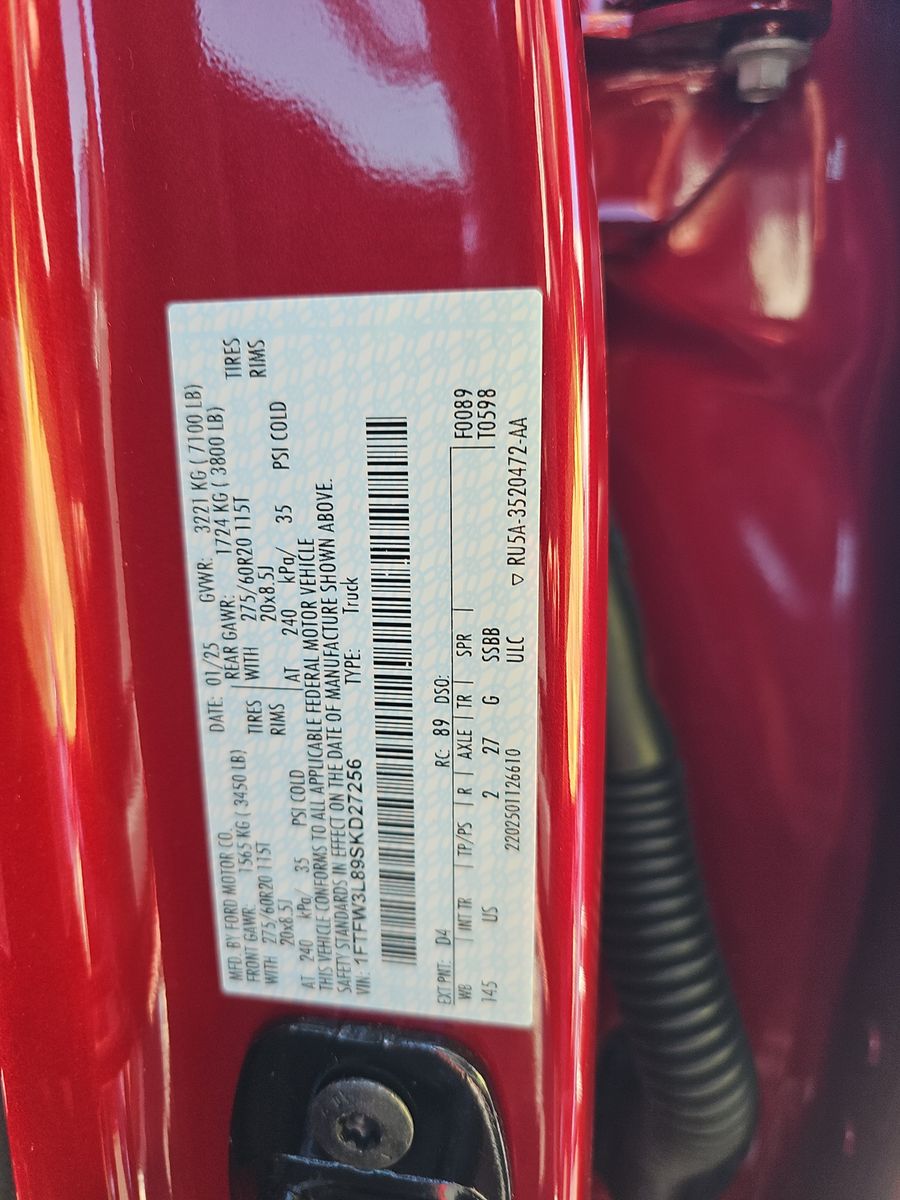 MFD. BY FORD MOTOR CO. DATE: 01/25 GVWR: 3221 KG ( 7100 LB)
FRONT GAWR: 1565 KG ( 3450 LB) REAR GAWR: 1724 KG ( 3800 LB)
WITH 275/60R20 115T TIRES WITH 275/60R20 115T TIRES
20x8.5J RIMS 20x8.5J RIMS
AT 240 kPa/ 35 PSI COLD AT 240 kPa/ 35 PSI COLD
THIS VEHICLE CONFORMS TO ALL APPLICABLE FEDERAL MOTOR VEHICLE
SAFETY STANDARDS IN EFFECT ON THE DATE OF MANUFACTURE SHOWN ABOVE.
VIN: 1FTFW3L89SKD27256 TYPE: Truck
EXT PNT: D4 RC: 89 DSO: F0089
WB INT TR TP/PS R AXLE TR SPR T0598
145 US 2 27 G SSBB
2202501126610 ULC ▽ RU5A-3520472-AA